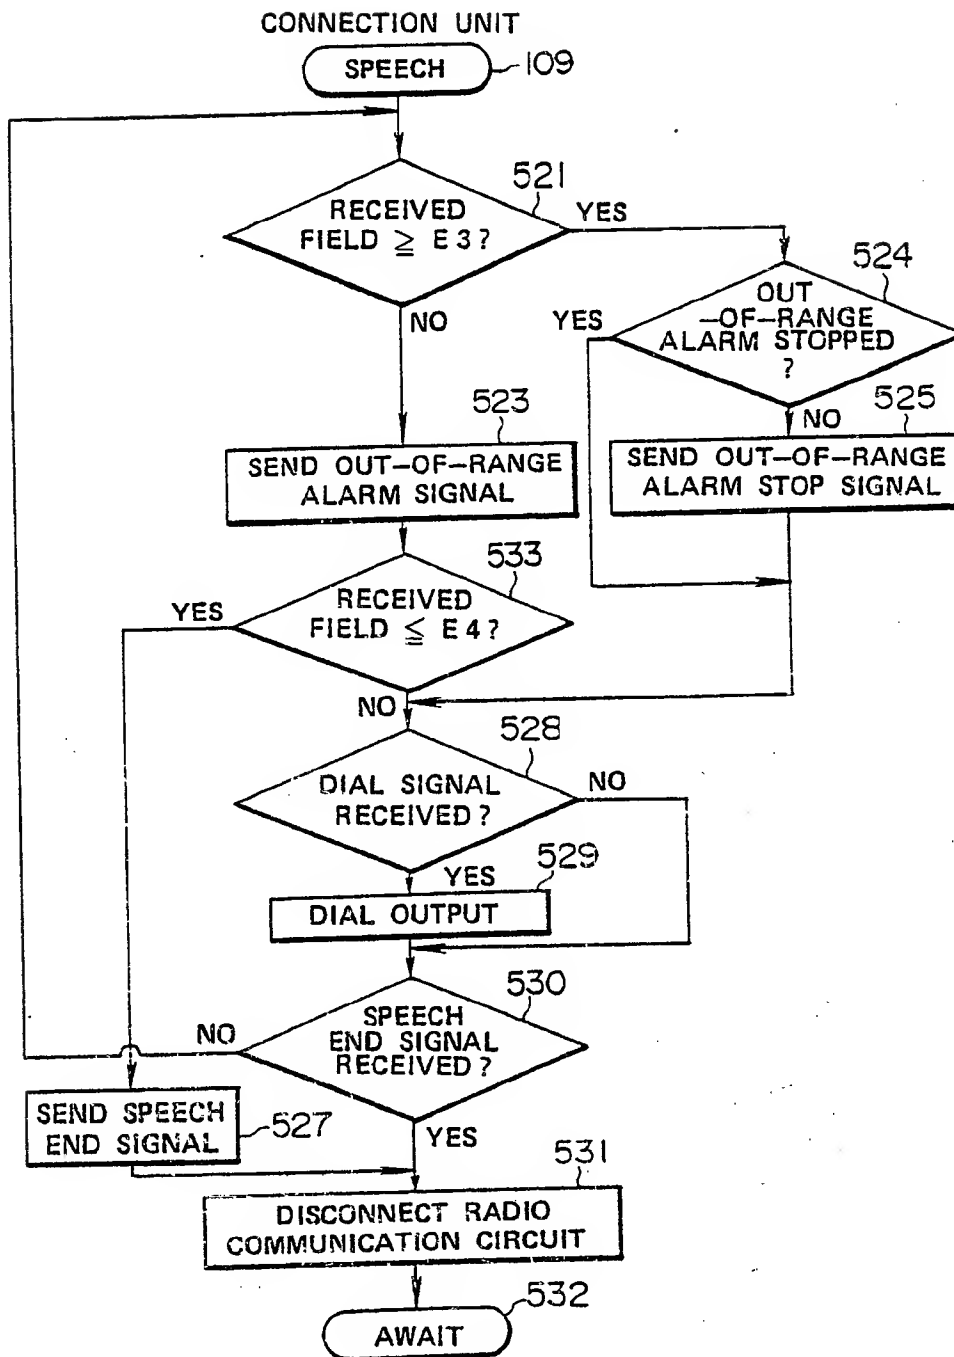 CONNECTION UNIT
SPEECH
109
521
RECEIVED
FIELD ≧ E3?
YES
NO
524
OUT
-OF-RANGE
ALARM STOPPED
?
YES
NO
523
SEND OUT-OF-RANGE
ALARM SIGNAL
525
SEND OUT-OF-RANGE
ALARM STOP SIGNAL
533
RECEIVED
FIELD ≦ E4?
YES
NO
528
DIAL SIGNAL
RECEIVED?
NO
YES
529
DIAL OUTPUT
530
SPEECH
END SIGNAL
RECEIVED?
NO
YES
SEND SPEECH
END SIGNAL
527
531
DISCONNECT RADIO
COMMUNICATION CIRCUIT
532
AWAIT